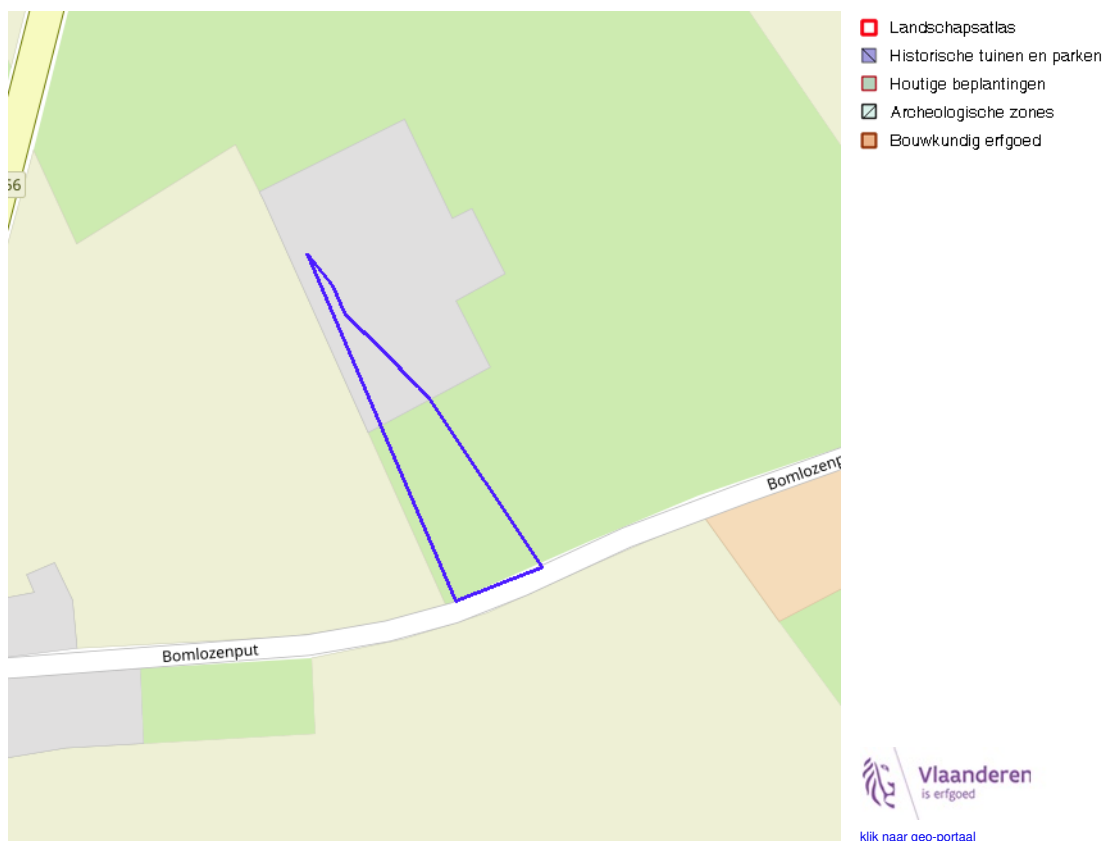 Landschapsatlas
Historische tuinen en parken
Houtige beplantingen
Archeologische zones
Bouwkundig erfgoed
Bomlozenp
Bomlozenput
Vlaanderen
is erfgoed
klik naar geo-portaal